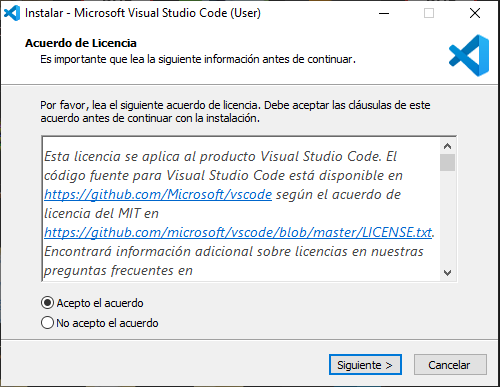 Instalar - Microsoft Visual Studio Code (User)
Acuerdo de Licencia
Es importante que lea la siguiente información antes de continuar.
Por favor, lea el siguiente acuerdo de licencia. Debe aceptar las cláusulas de este
acuerdo antes de continuar con la instalación.
Esta licencia se aplica al producto Visual Studio Code. El
código fuente para Visual Studio Code está disponible en
https://github.com/Microsoft/vscode según el acuerdo de
licencia del MIT en
https://github.com/microsoft/vscode/blob/master/LICENSE.txt.
Encontrará información adicional sobre licencias en nuestras
preguntas frecuentes en
Acepto el acuerdo
No acepto el acuerdo
Siguiente >
Cancelar